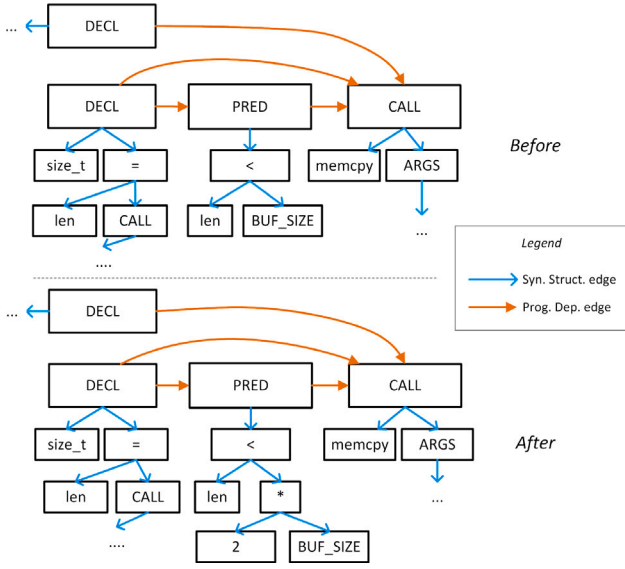 DECL
...
DECL PRED CALL
Before
size_t = < memcpy ARGS
len CALL len BUF_SIZE
...
....
Legend
Syn. Struct. edge
Prog. Dep. edge
DECL
...
DECL PRED CALL
size_t = < memcpy ARGS
After
len CALL len *
...
....
2 BUF_SIZE